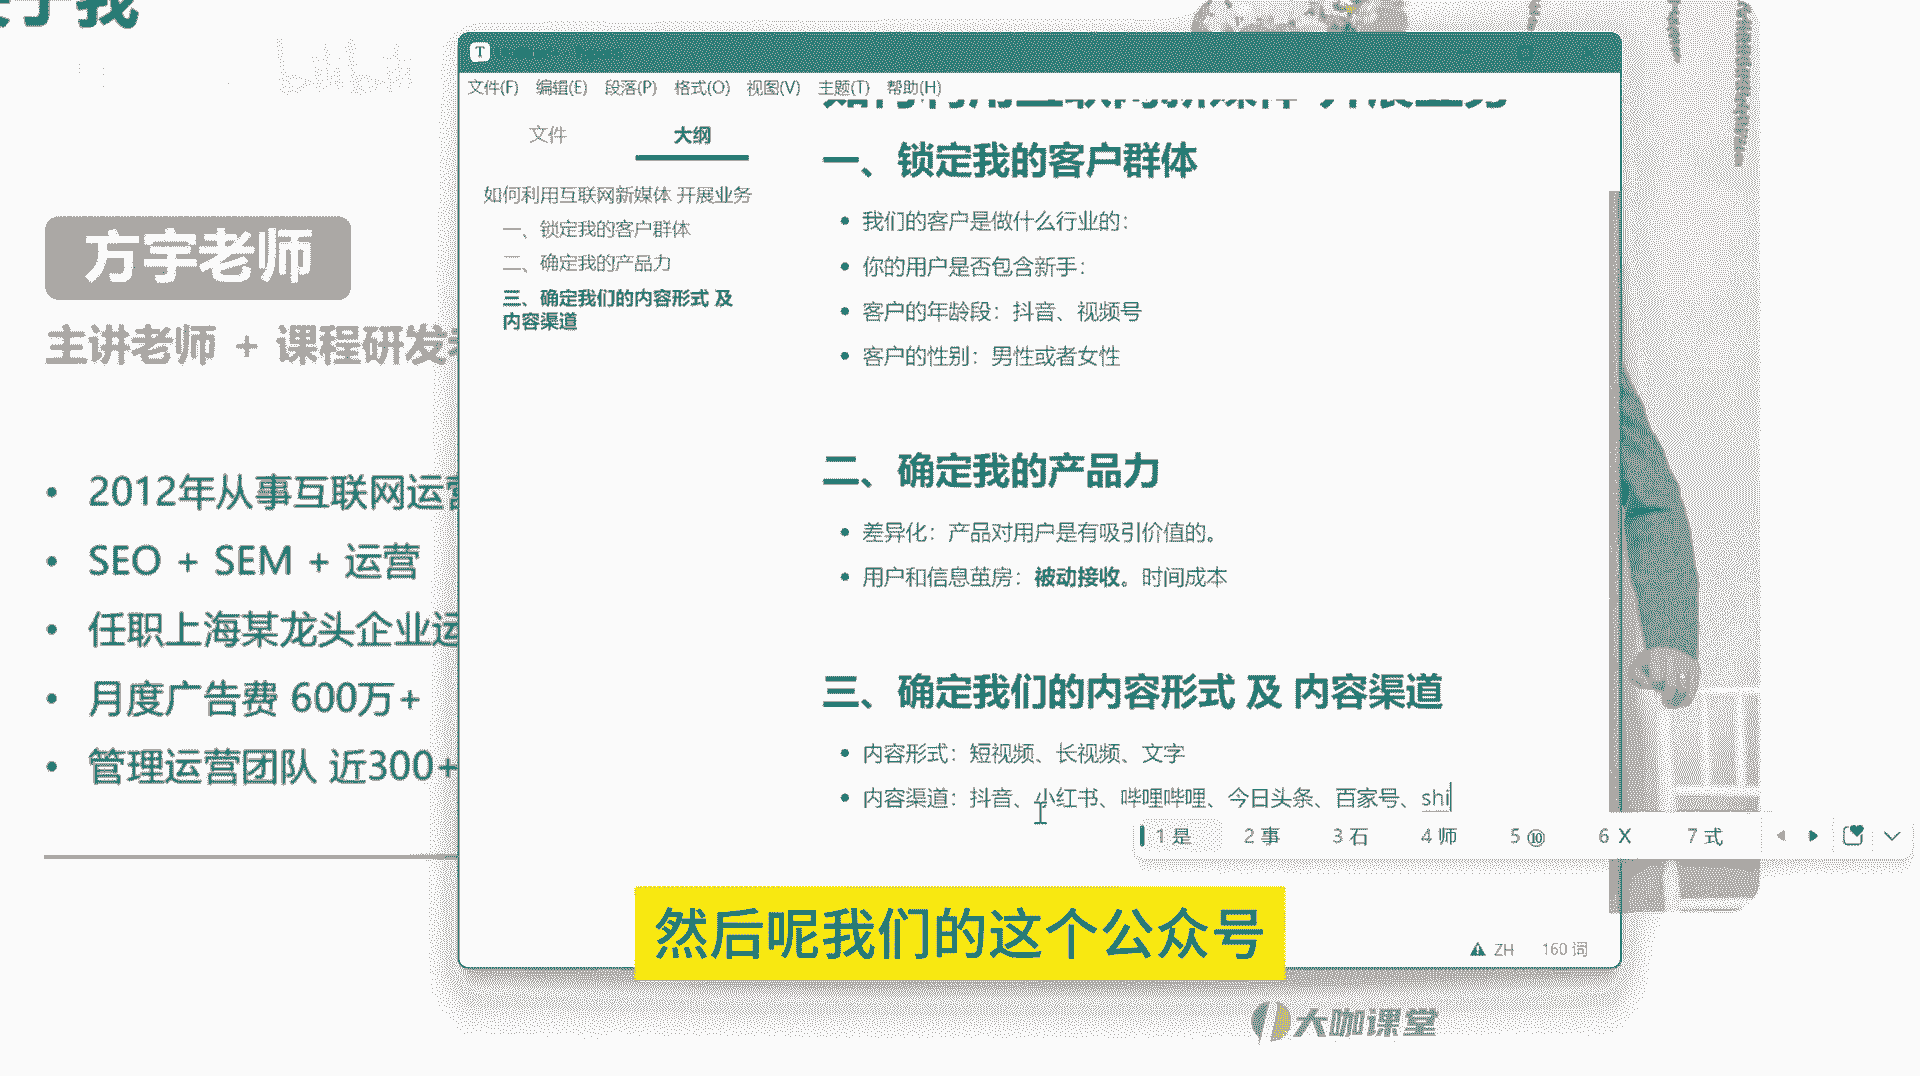 bilibili
方宇老师
主讲老师 + 课程研发
2012年从事互联网运营
SEO + SEM + 运营
任职上海某龙头企业运
月度广告费 600万+
管理运营团队 近300+
T
文件(F) 编辑(E) 段落(P) 格式(O) 视图(V) 主题(T) 帮助(H)
文件 大纲
如何利用互联网新媒体 开展业务
一、锁定我的客户群体
二、确定我的产品力
三、确定我们的内容形式 及
内容渠道
如何利用互联网新媒体 开展业务
一、锁定我的客户群体
我们的客户是做什么行业的：
你的用户是否包含新手：
客户的年龄段：抖音、视频号
客户的性别：男性或者女性
二、确定我的产品力
差异化：产品对用户是有吸引价值的。
用户和信息茧房：被动接收。时间成本
三、确定我们的内容形式 及 内容渠道
内容形式：短视频、长视频、文字
内容渠道：抖音、小红书、哔哩哔哩、今日头条、百家号、shi
1 是 2 事 3 石 4 师 5 ⑩ 6 X 7 式
然后呢我们的这个公众号
ZH 160 词
大咖课堂